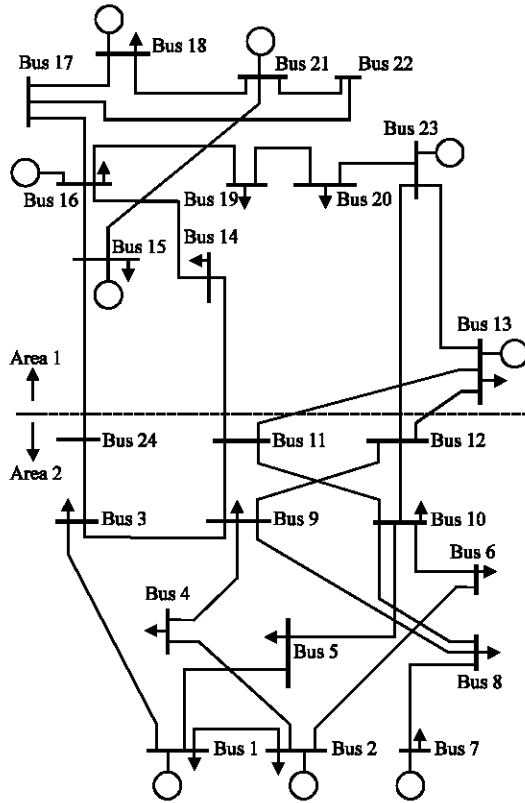 Bus 18
Bus 17
Bus 21
Bus 22
Bus 23
Bus 16
Bus 19
Bus 20
Bus 15
Bus 14
Bus 13
Area 1
Area 2
Bus 24
Bus 11
Bus 12
Bus 3
Bus 9
Bus 10
Bus 6
Bus 4
Bus 5
Bus 8
Bus 1
Bus 2
Bus 7